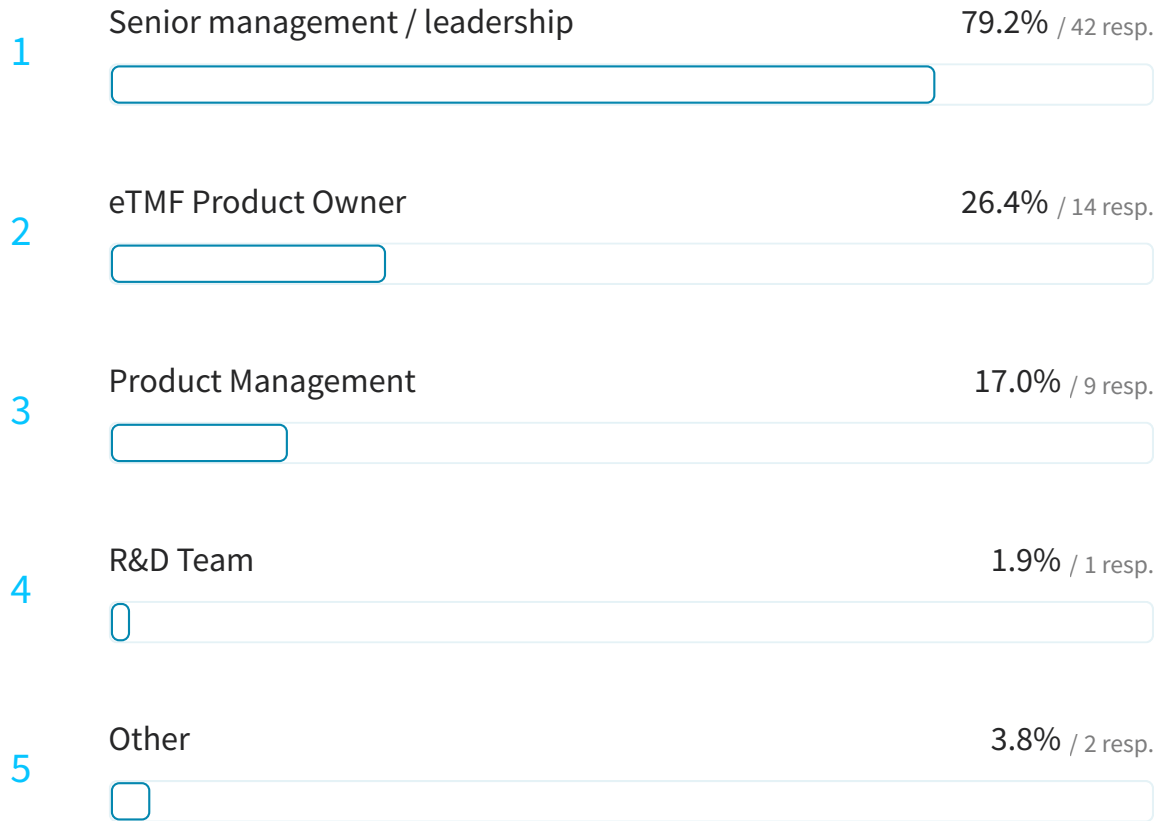 1
Senior management / leadership 79.2% / 42 resp.
2
eTMF Product Owner 26.4% / 14 resp.
3
Product Management 17.0% / 9 resp.
4
R&D Team 1.9% / 1 resp.
5
Other 3.8% / 2 resp.